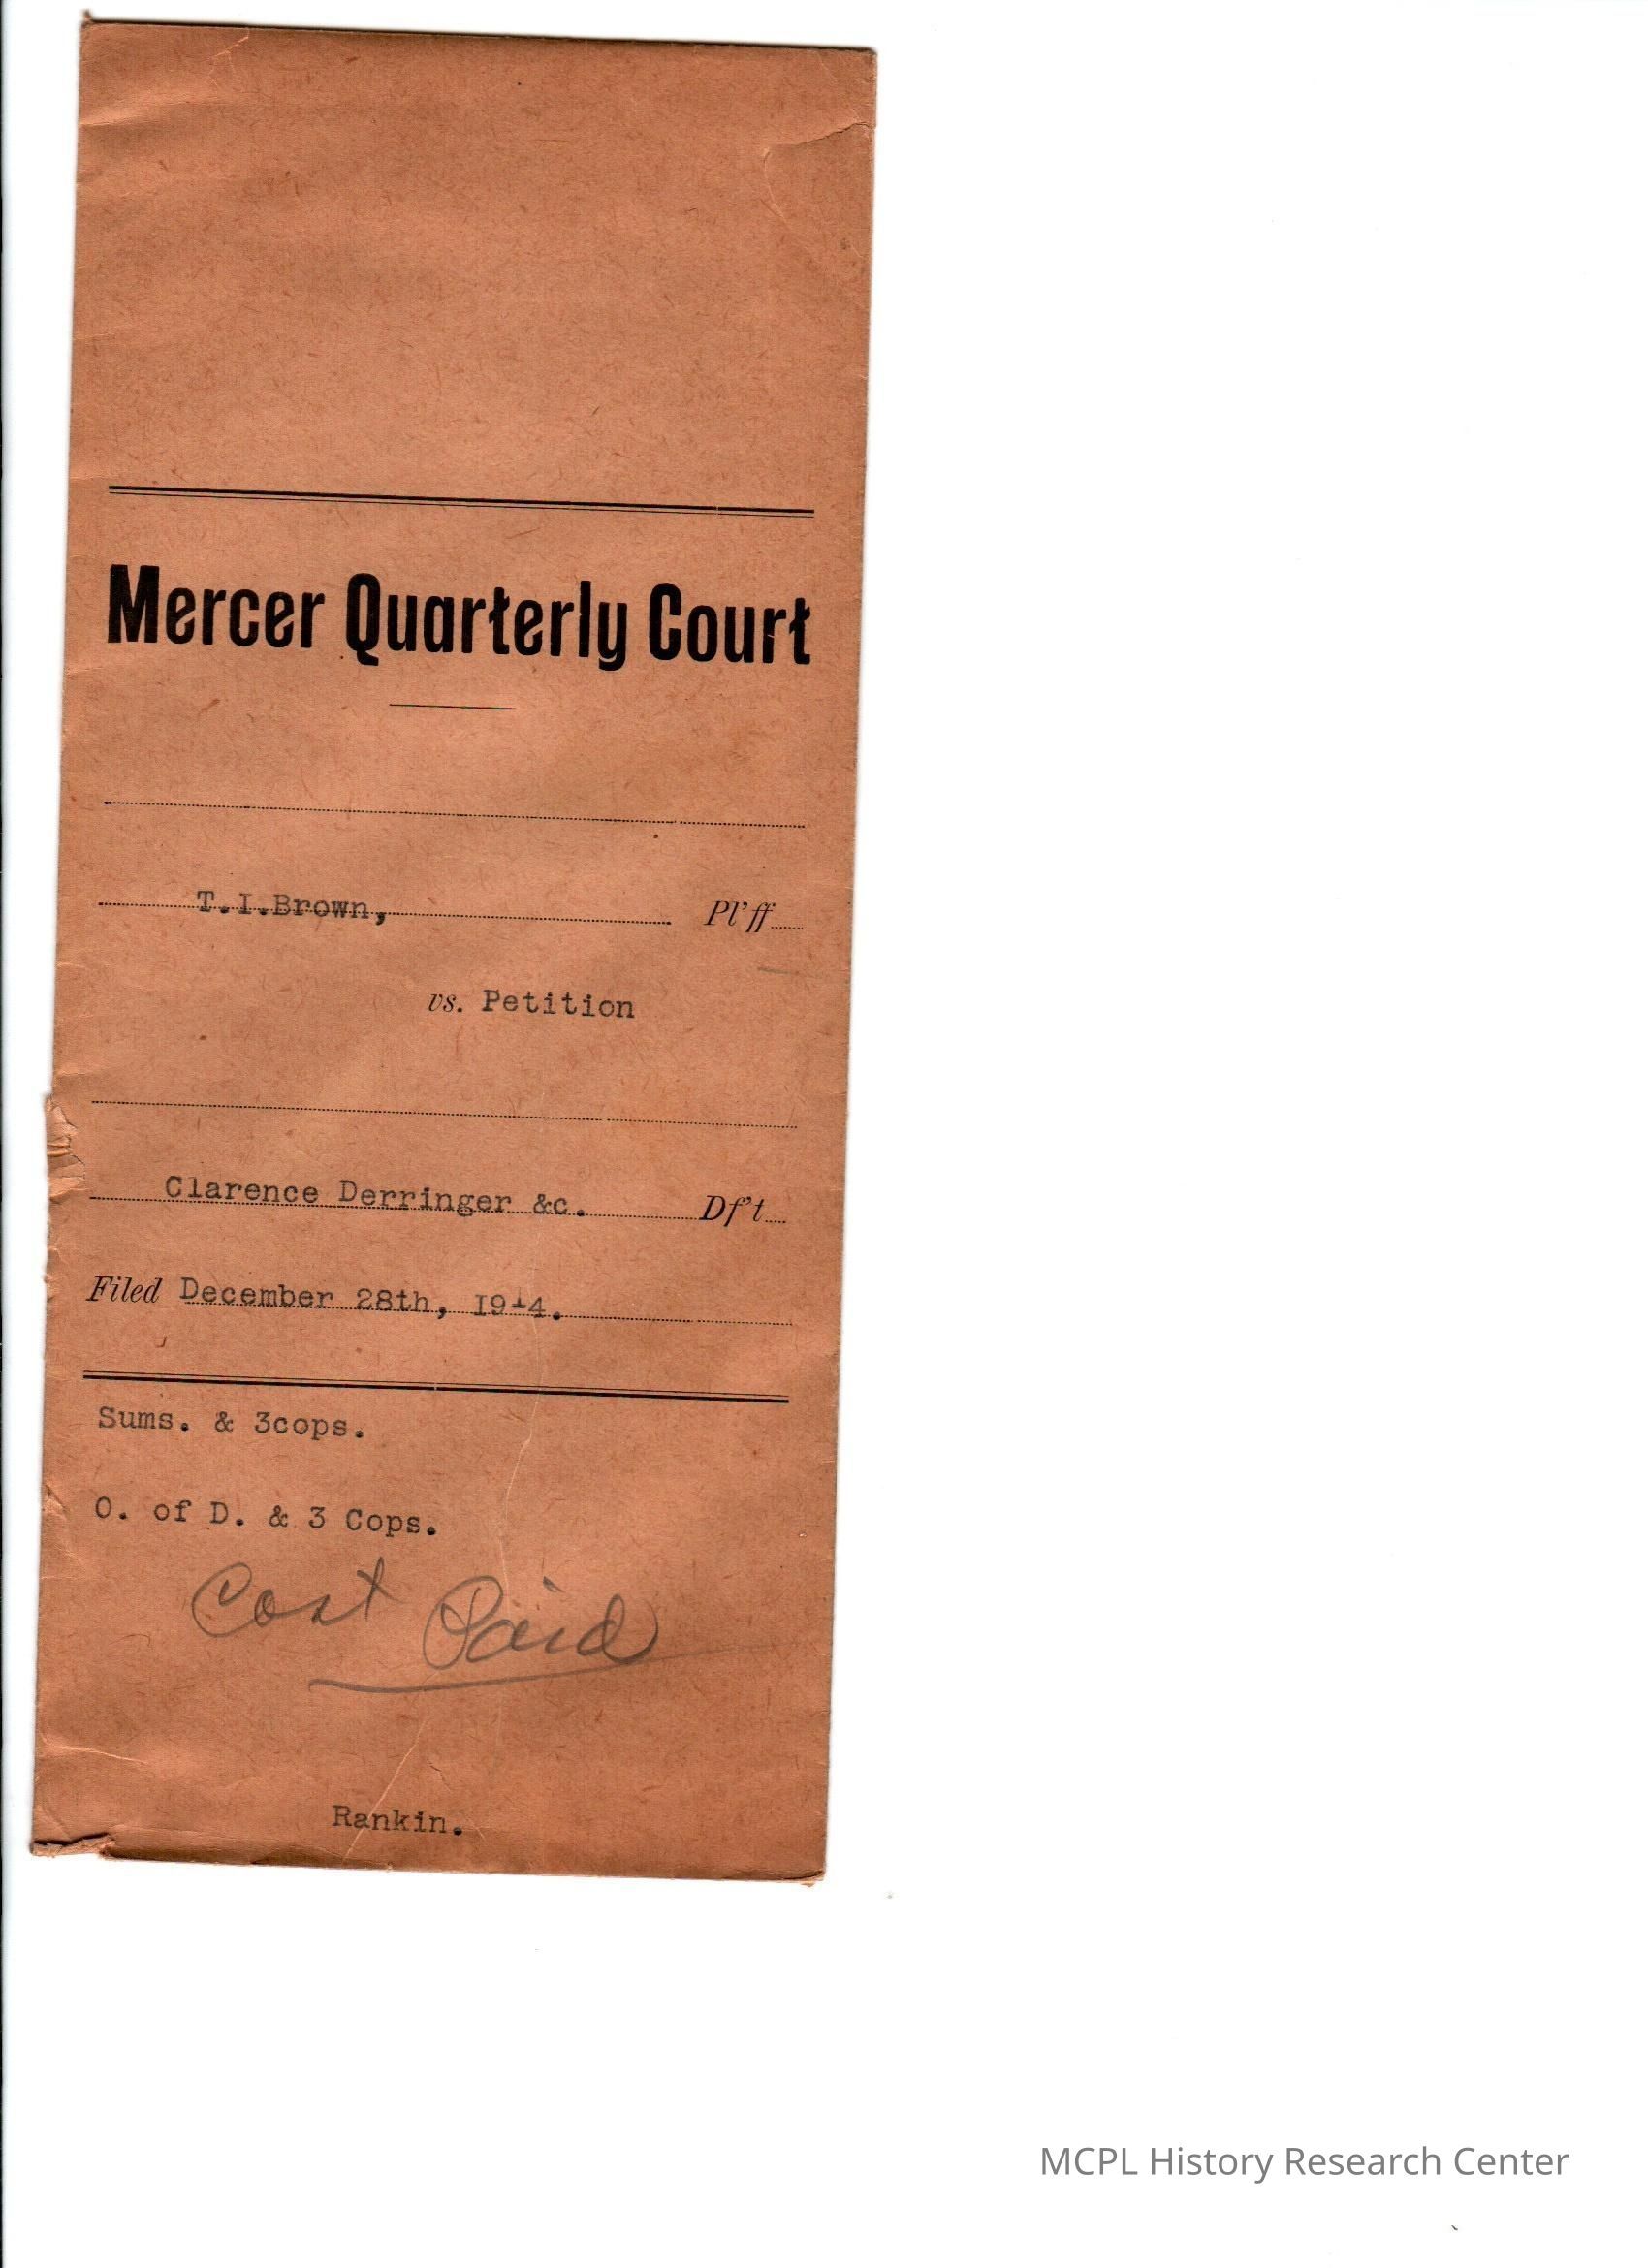 Mercer Quarterly Court
T.I.Brown, Pl'ff
vs. Petition
Clarence Derringer &c. Df't
Filed December 28th, 1914.
Sums. & 3cops.
O. of D. & 3 Cops.
Cost Paid
Rankin.
MCPL History Research Center